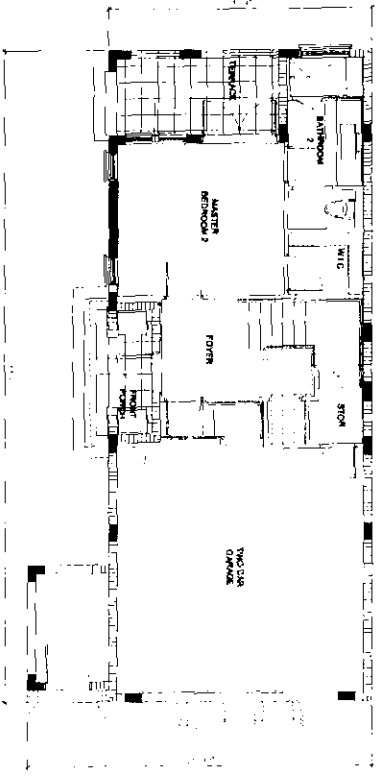 TERRACE
BATHROOM
2
MASTER
BEDROOM 2
W.I.C
FOYER
STOR
FRONT
PORCH
TWO CAR
GARAGE